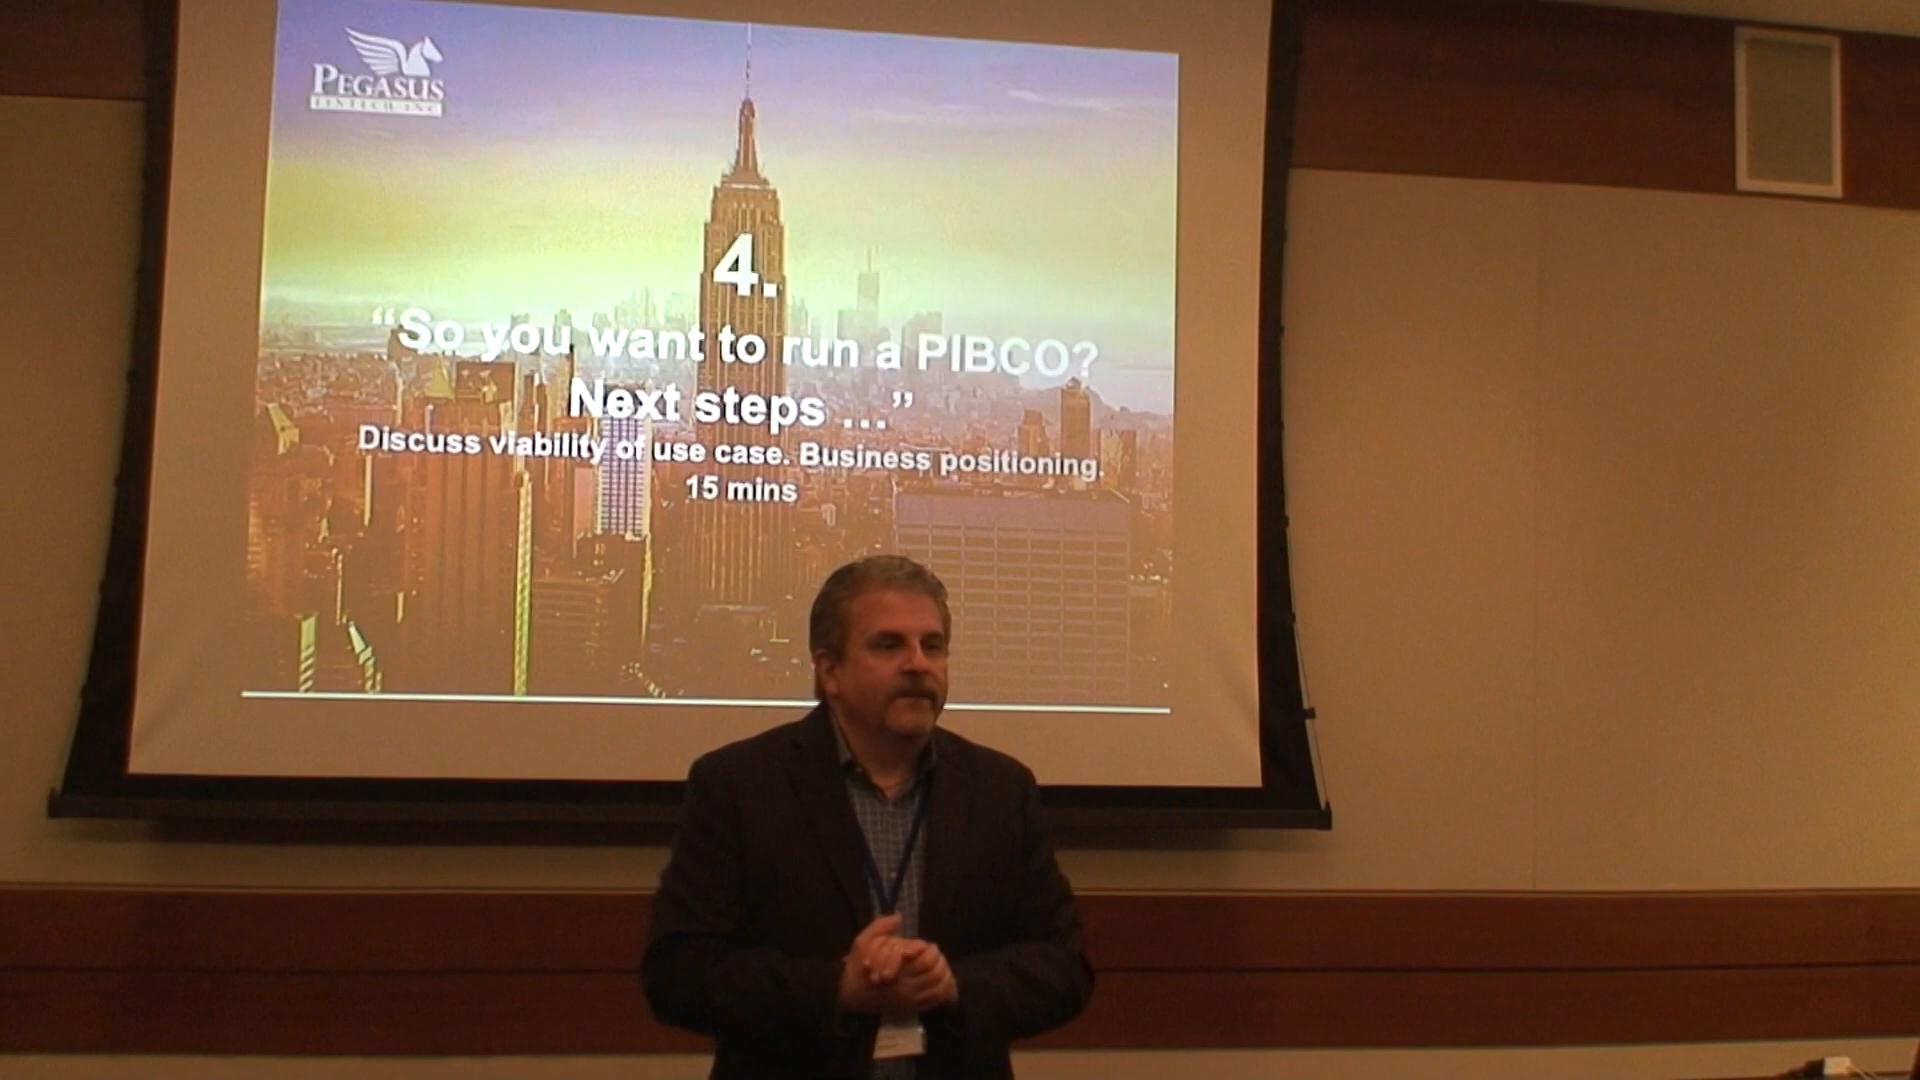 PEGASUS
FINTECH INC
4.
“So you want to run a PIBCO?
Next steps ...”
Discuss viability of use case. Business positioning.
15 mins